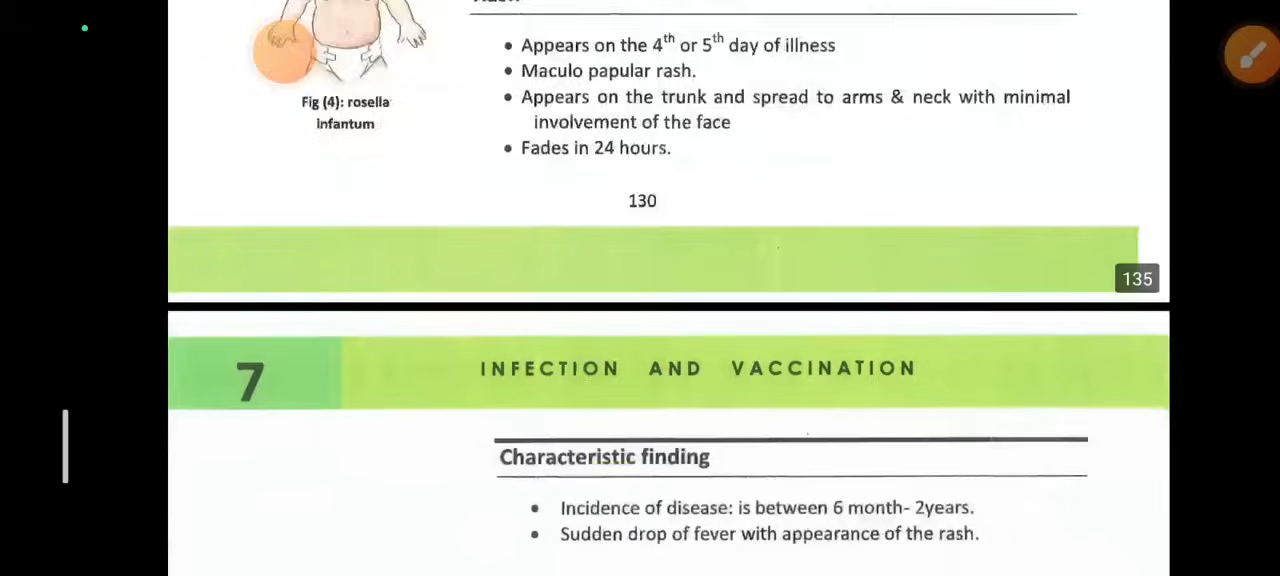 Fig (4): rosella
infantum
• Appears on the 4th or 5th day of illness
• Maculo papular rash.
• Appears on the trunk and spread to arms & neck with minimal
involvement of the face
• Fades in 24 hours.
130
135
7
INFECTION AND VACCINATION
Characteristic finding
• Incidence of disease: is between 6 month- 2years.
• Sudden drop of fever with appearance of the rash.